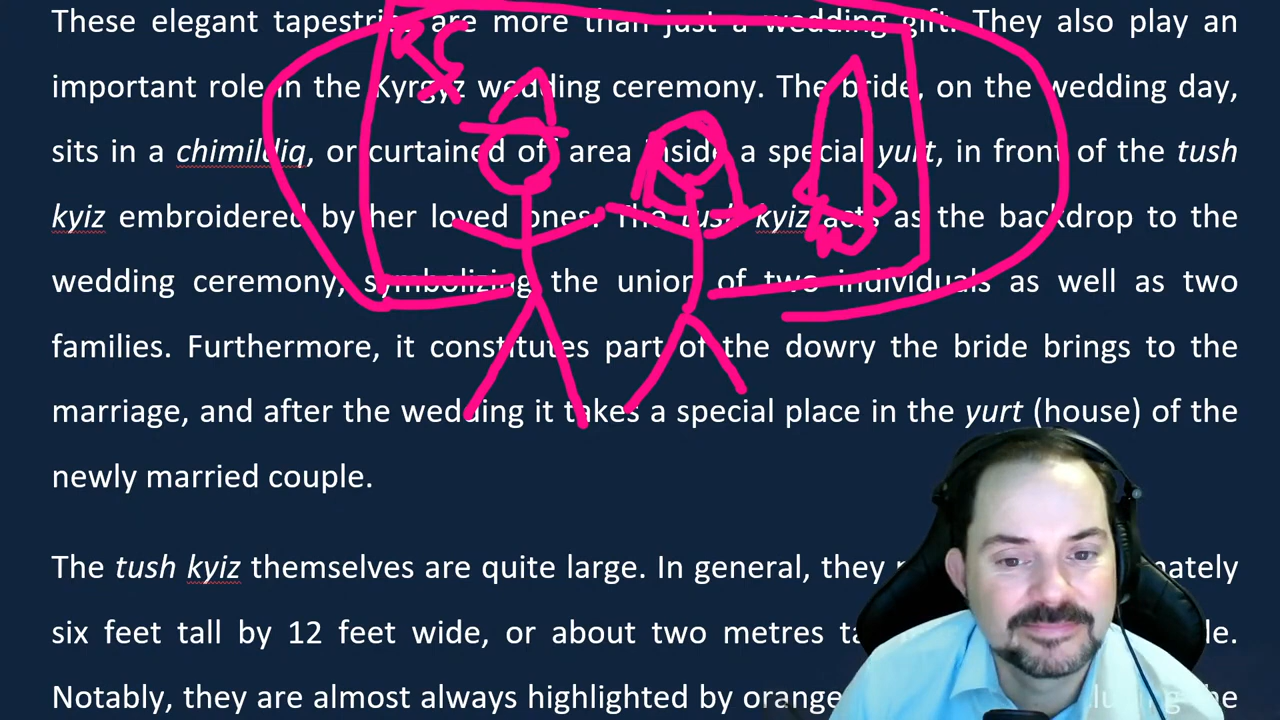 These elegant tapestries are more than just a wedding gift. They also play an
important role in the Kyrgyz wedding ceremony. The bride, on the wedding day,
sits in a chimildiq, or curtained off area inside a special yurt, in front of the tush
kyiz embroidered by her loved ones. The tush kyiz acts as the backdrop to the
wedding ceremony, symbolizing the union of two individuals as well as two
families. Furthermore, it constitutes part of the dowry the bride brings to the
marriage, and after the wedding it takes a special place in the yurt (house) of the
newly married couple.
The tush kyiz themselves are quite large. In general, they
six feet tall by 12 feet wide, or about two metres
Notably, they are almost always highlighted by orange